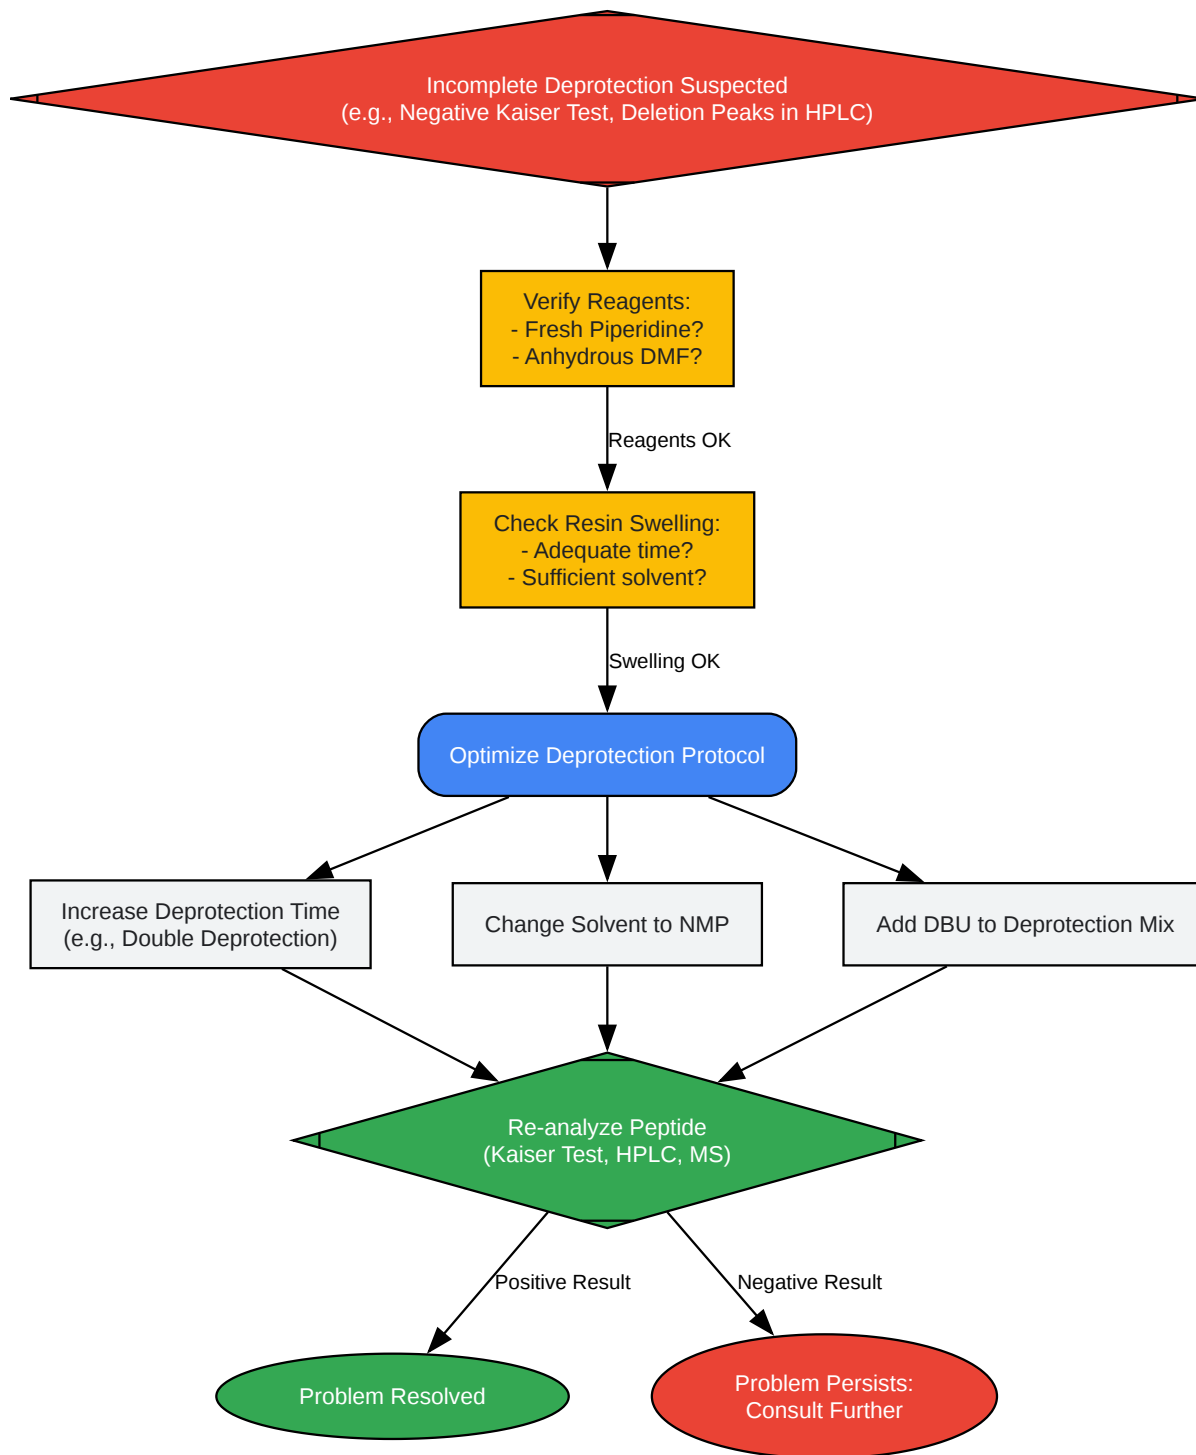 Incomplete Deprotection Suspected
(e.g., Negative Kaiser Test, Deletion Peaks in HPLC)
Verify Reagents:
- Fresh Piperidine?
- Anhydrous DMF?
Reagents OK
Check Resin Swelling:
- Adequate time?
- Sufficient solvent?
Swelling OK
Optimize Deprotection Protocol
Increase Deprotection Time
(e.g., Double Deprotection)
Change Solvent to NMP
Add DBU to Deprotection Mix
Re-analyze Peptide
(Kaiser Test, HPLC, MS)
Positive Result
Negative Result
Problem Resolved
Problem Persists:
Consult Further